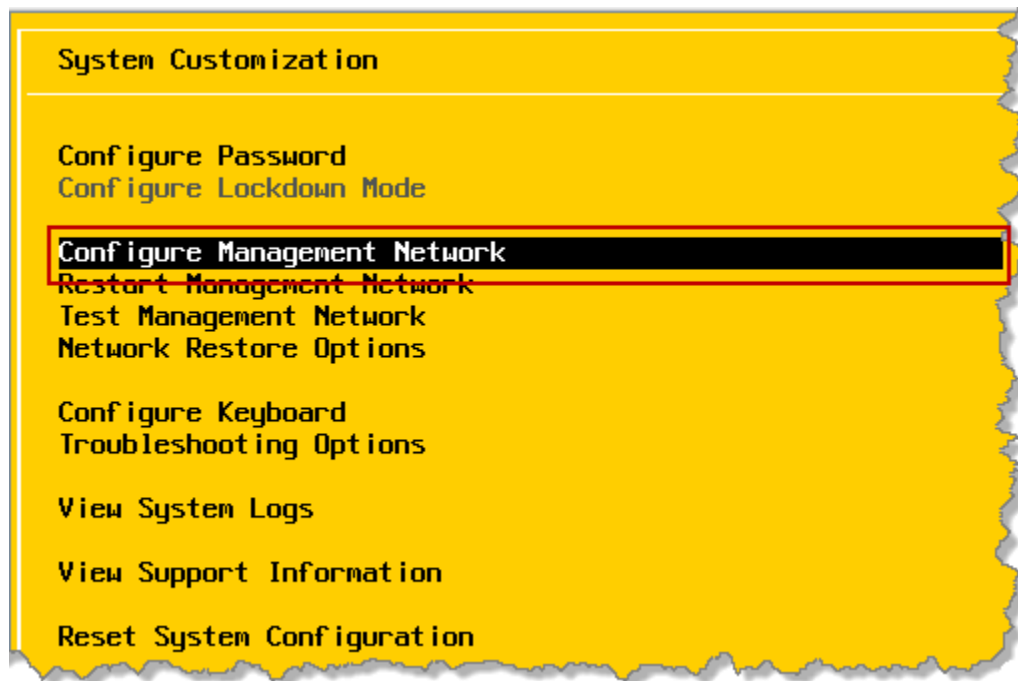 System Customization
Configure Password
Configure Lockdown Mode
Configure Management Network
Restart Management Network
Test Management Network
Network Restore Options
Configure Keyboard
Troubleshooting Options
View System Logs
View Support Information
Reset System Configuration